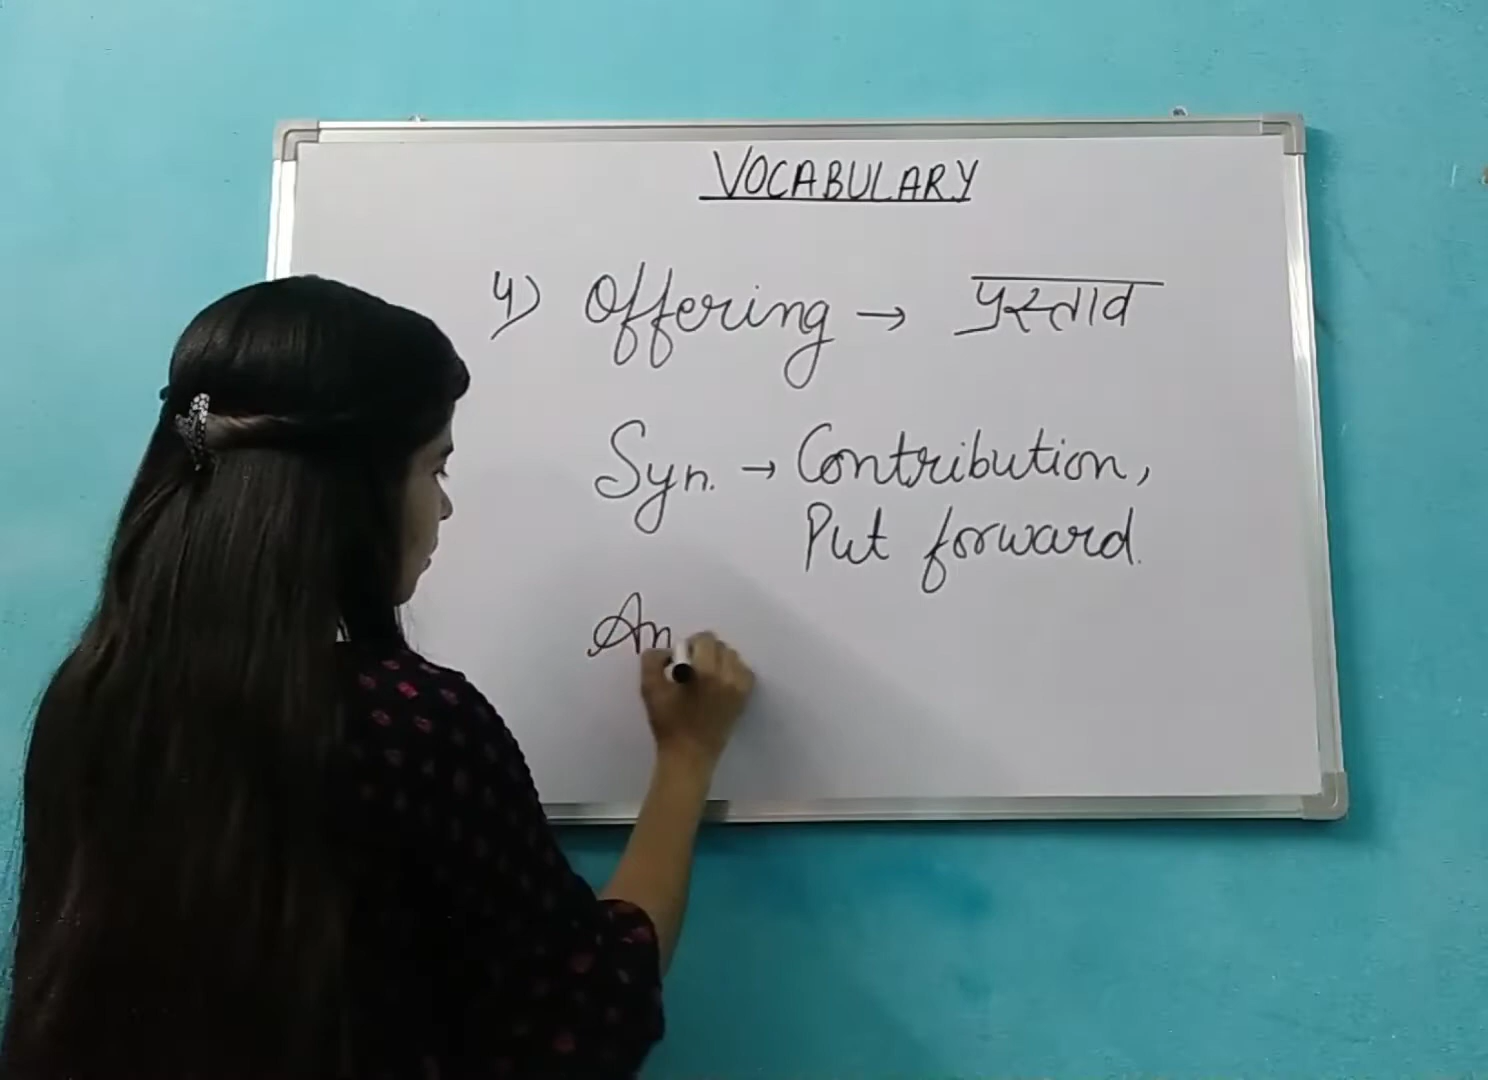 VOCABULARY
4) Offering → प्रस्ताव
Syn. → Contribution,
Put forward.
An